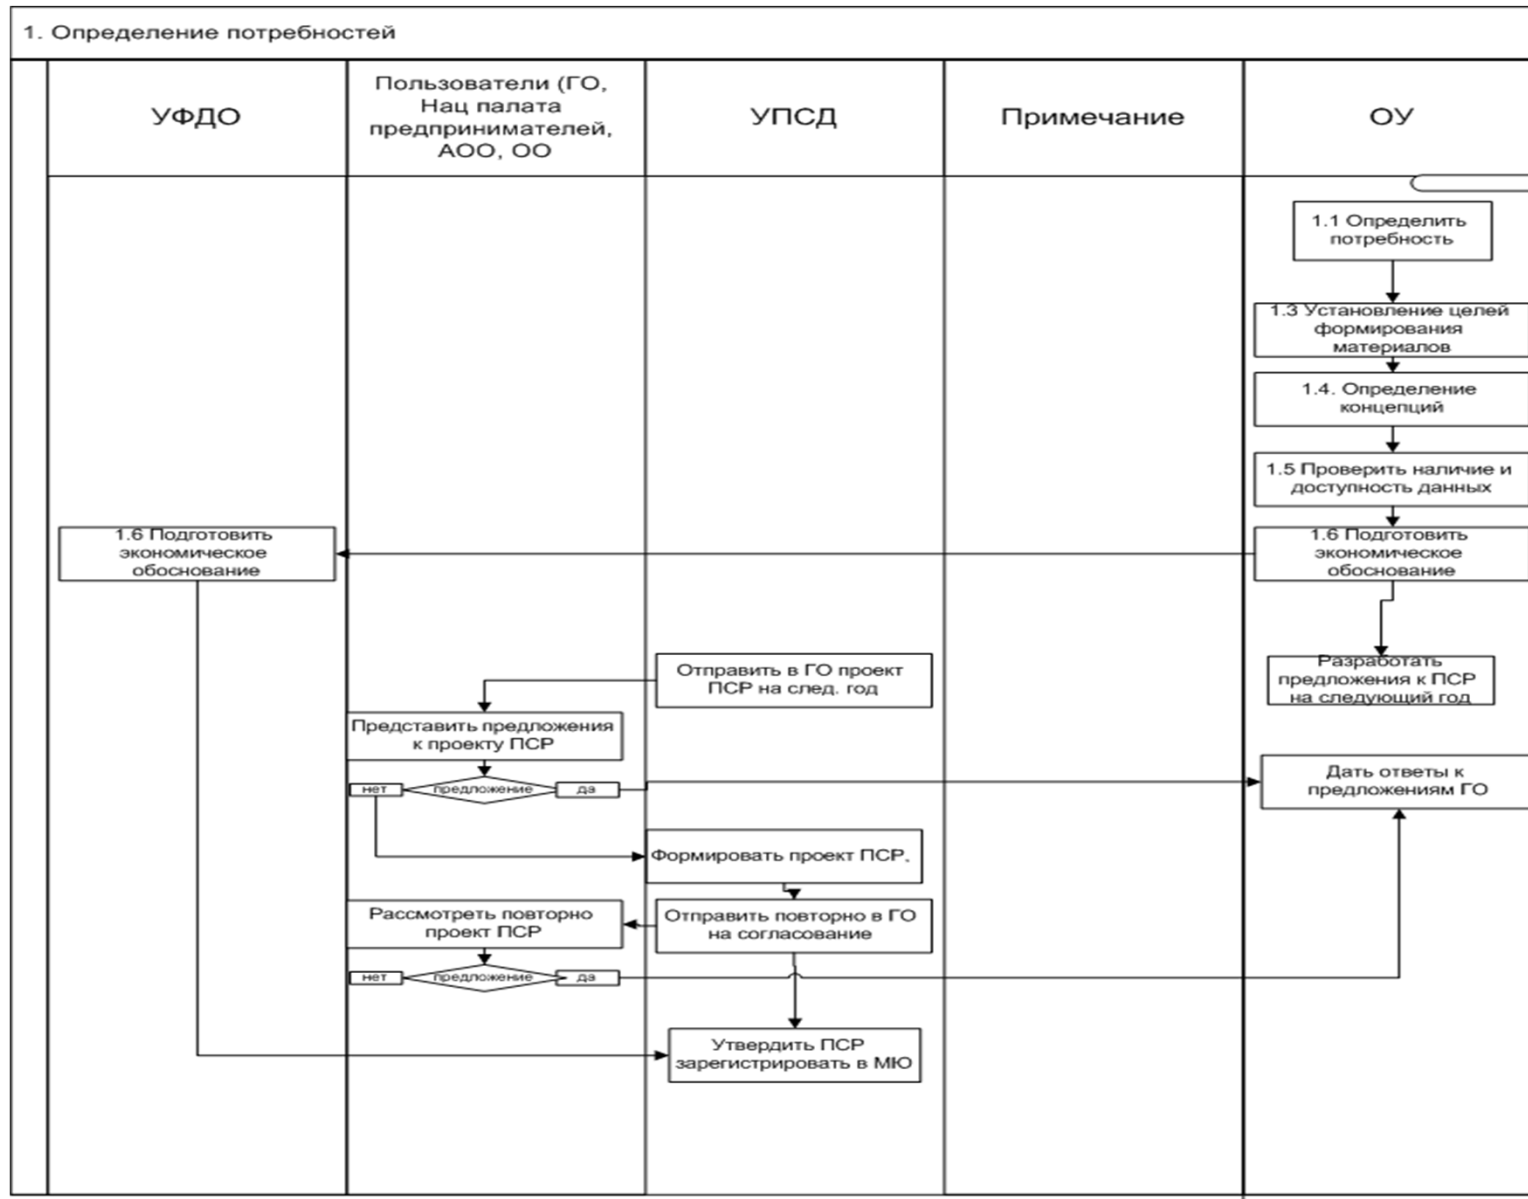 1. Определение потребностей
УФДО
Пользователи (ГО,
Нац палата
предпринимателей,
АОО, ОО
УПСД
Примечание
ОУ
1.1 Определить
потребность
1.3 Установление целей
формирования
материалов
1.4. Определение
концепций
1.5 Проверить наличие и
доступность данных
1.6 Подготовить
экономическое
обоснование
1.6 Подготовить
экономическое
обоснование
Отправить в ГО проект
ПСР на след. год
Разработать
предложения к ПСР
на следующий год
Представить предложения
к проекту ПСР
нет
предложение
да
Дать ответы к
предложениям ГО
Формировать проект ПСР.
Рассмотреть повторно
проект ПСР
Отправить повторно в ГО
на согласование
нет
предложение
да
Утвердить ПСР
зарегистрировать в МЮ